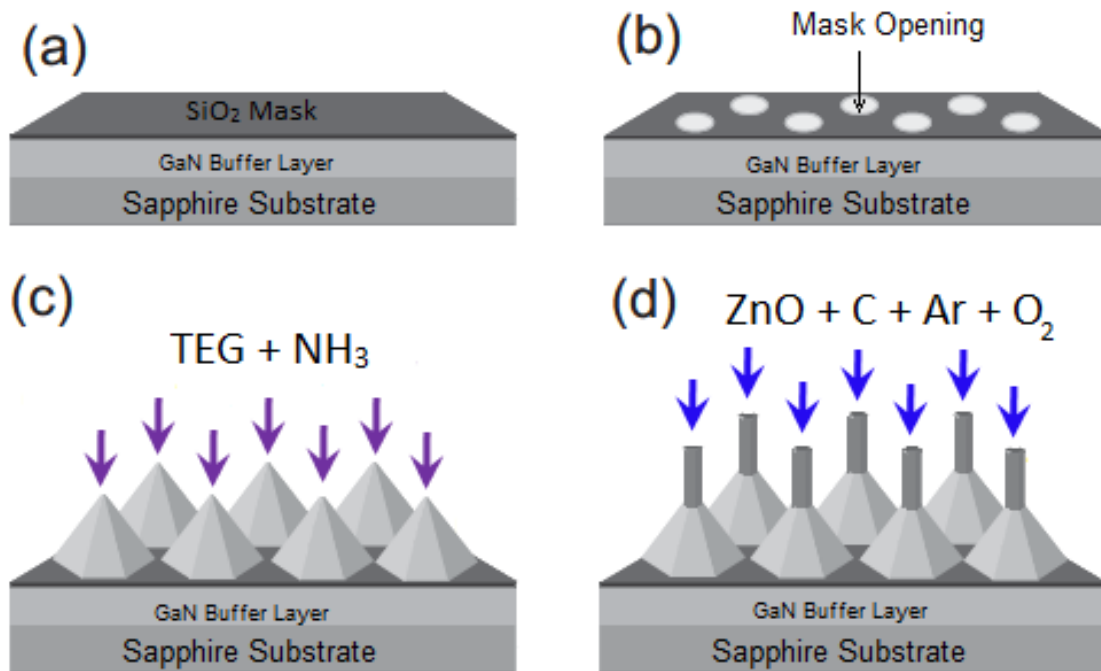 (a)
SiO₂ Mask
GaN Buffer Layer
Sapphire Substrate
(b)
Mask Opening
GaN Buffer Layer
Sapphire Substrate
(c)
TEG + NH₃
GaN Buffer Layer
Sapphire Substrate
(d)
ZnO + C + Ar + O₂
GaN Buffer Layer
Sapphire Substrate